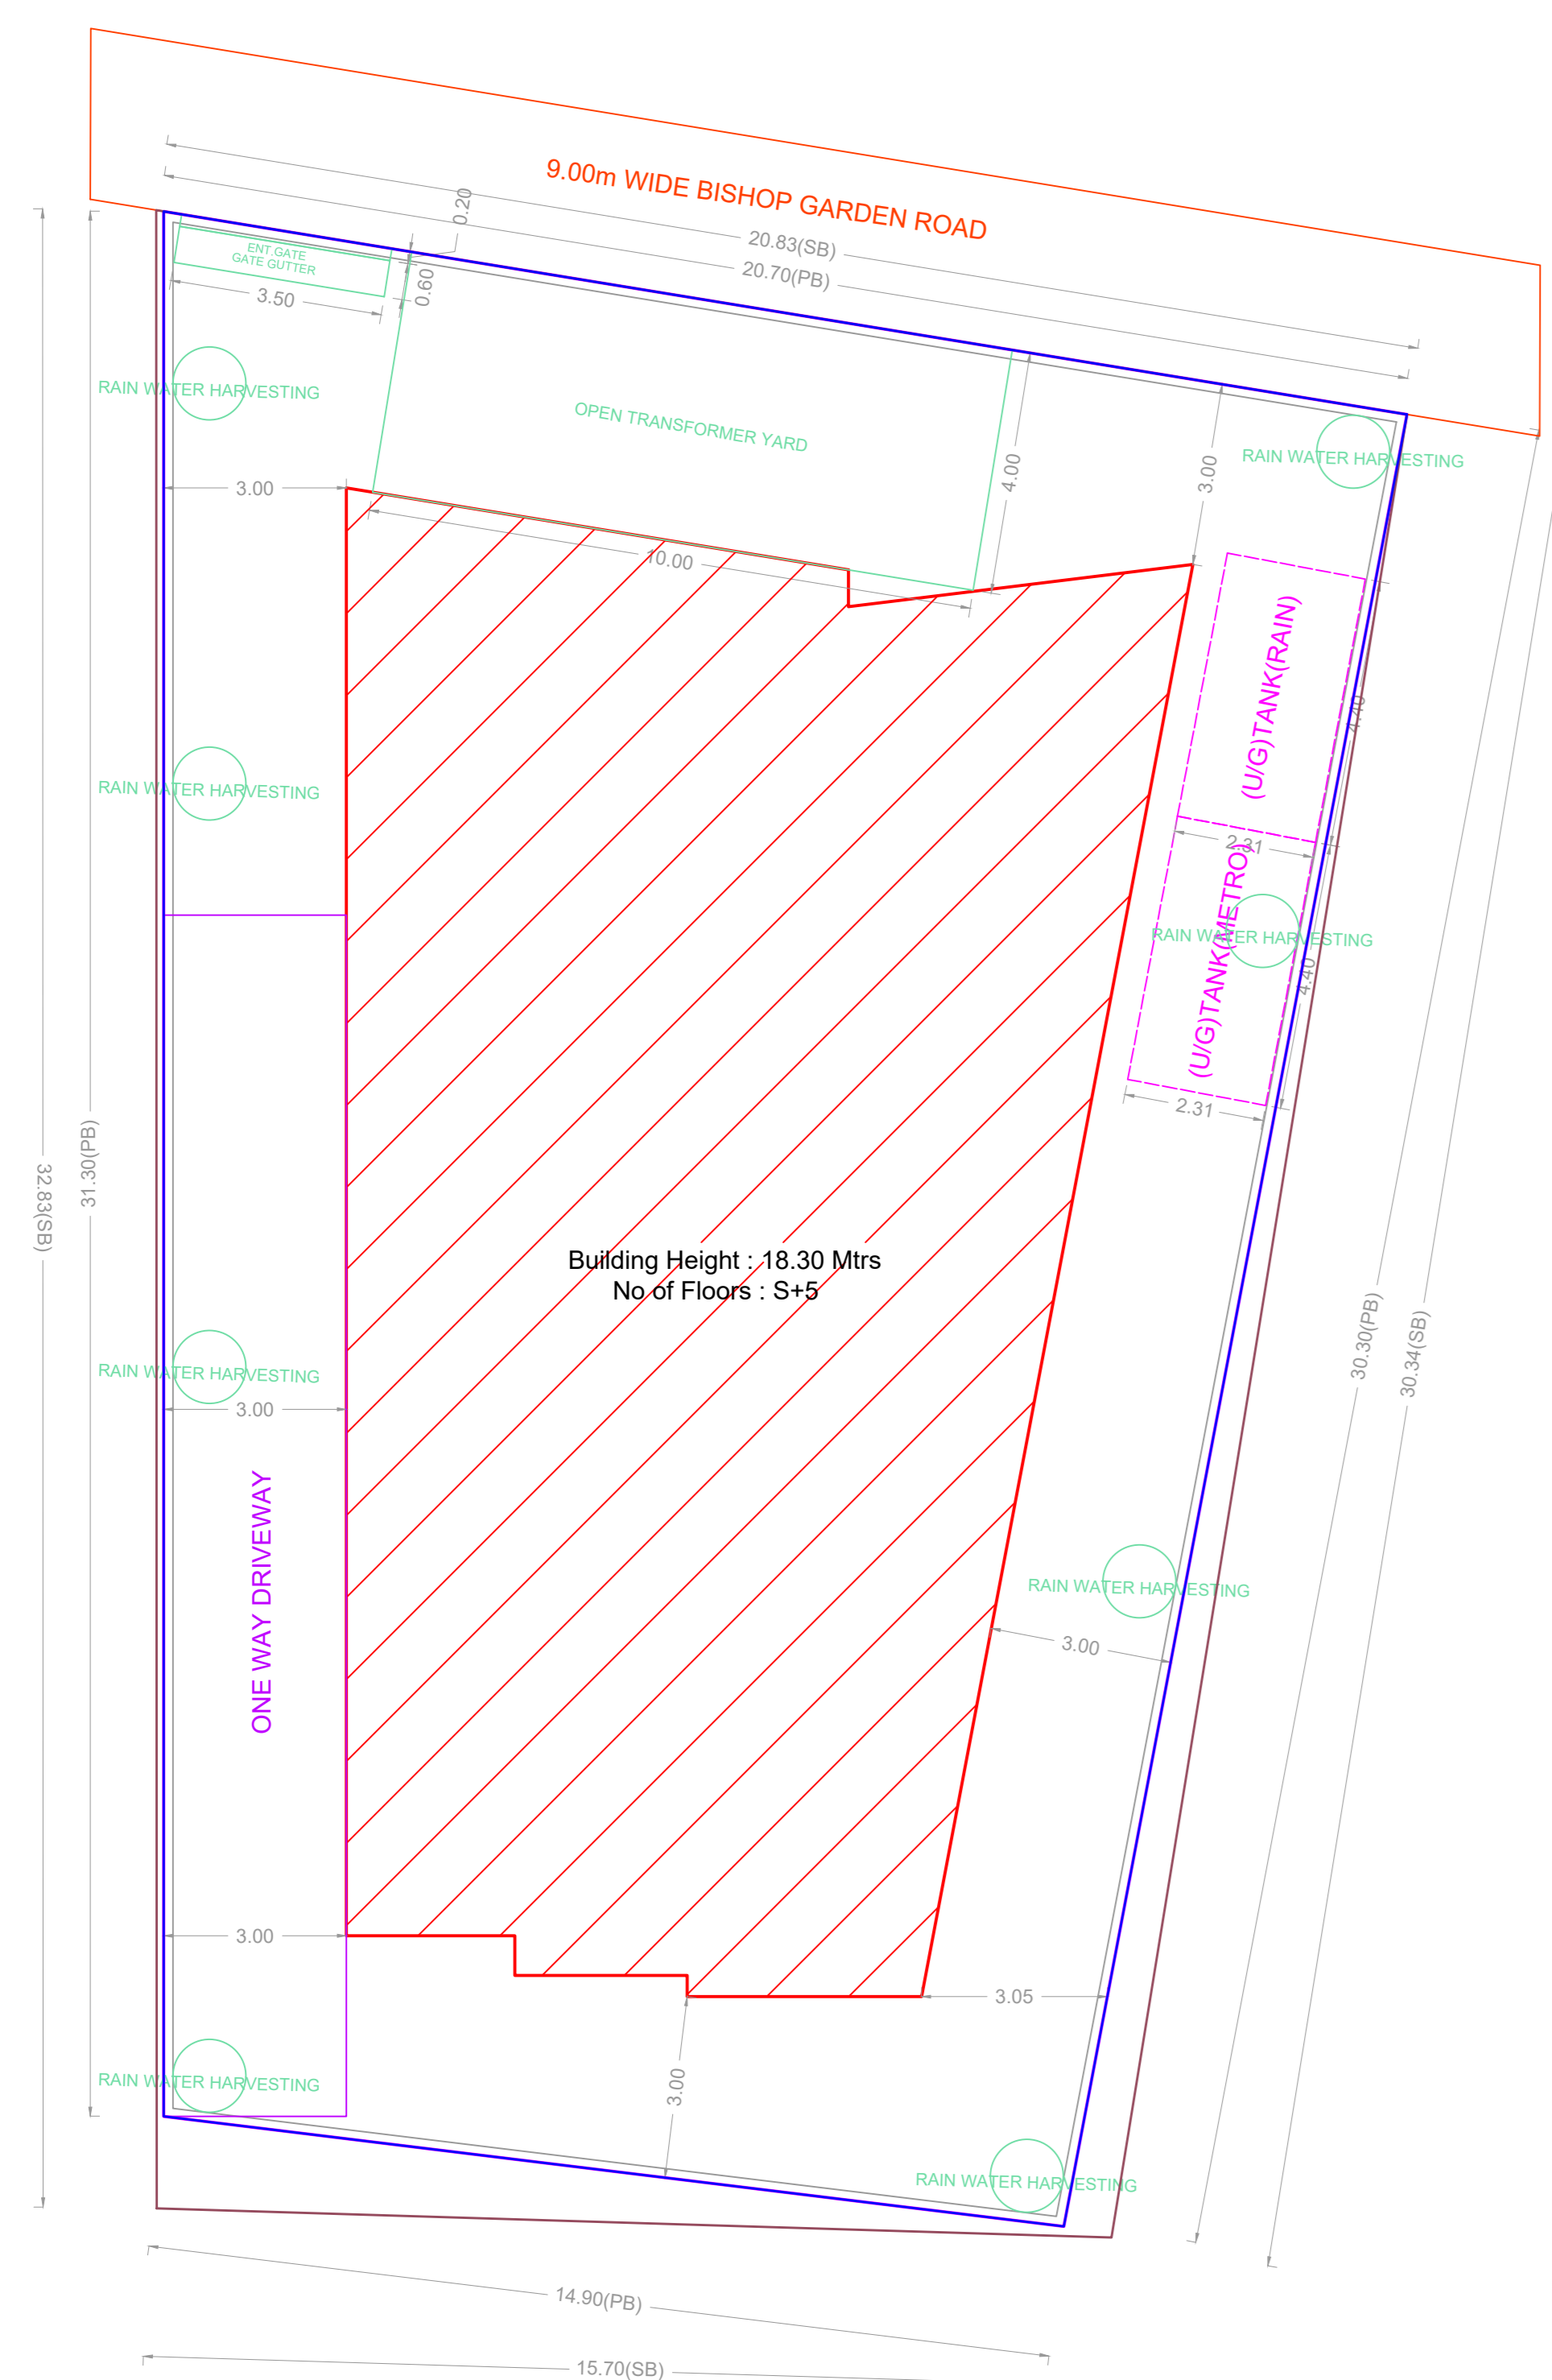 9.00m WIDE BISHOP GARDEN ROAD
20.83(SB)
20.70(PB)
0.20
0.60
ENT.GATE
GATE GUTTER
3.50
RAIN WATER HARVESTING
OPEN TRANSFORMER YARD
4.00
3.00
RAIN WATER HARVESTING
3.00
10.00
(U/G)TANK(RAIN)
4.40
RAIN WATER HARVESTING
2.31
(U/G)TANK(METRO)
RAIN WATER HARVESTING
4.40
2.31
32.83(SB)
31.30(PB)
Building Height : 18.30 Mtrs
No of Floors : S+5
30.30(PB)
30.34(SB)
RAIN WATER HARVESTING
3.00
ONE WAY DRIVEWAY
RAIN WATER HARVESTING
3.00
3.00
3.05
3.00
RAIN WATER HARVESTING
RAIN WATER HARVESTING
14.90(PB)
15.70(SB)